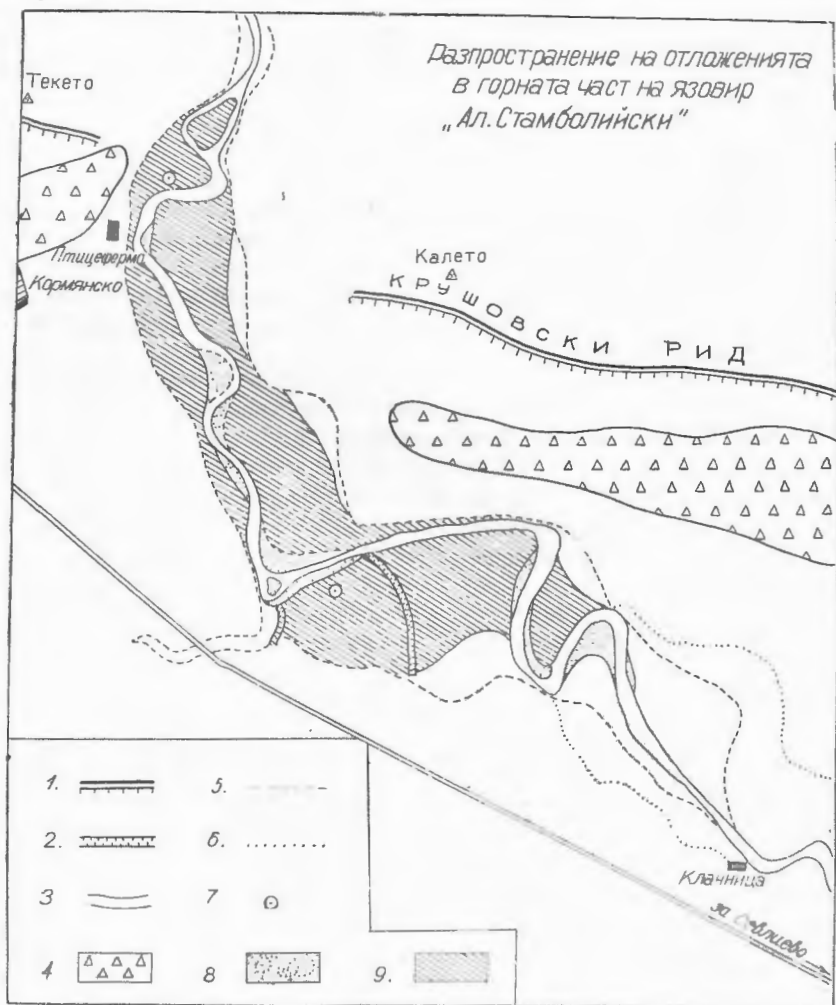 Разпространение на отложенията
в горната част на язовир
„Ал. Стамболийски"
Текето
Птицеферма
Кормянско
Калето
КРУШОВСКИ РИД
Клачница
за Севлиево
1.
2.
3
4
5.
6.
7
8
9.